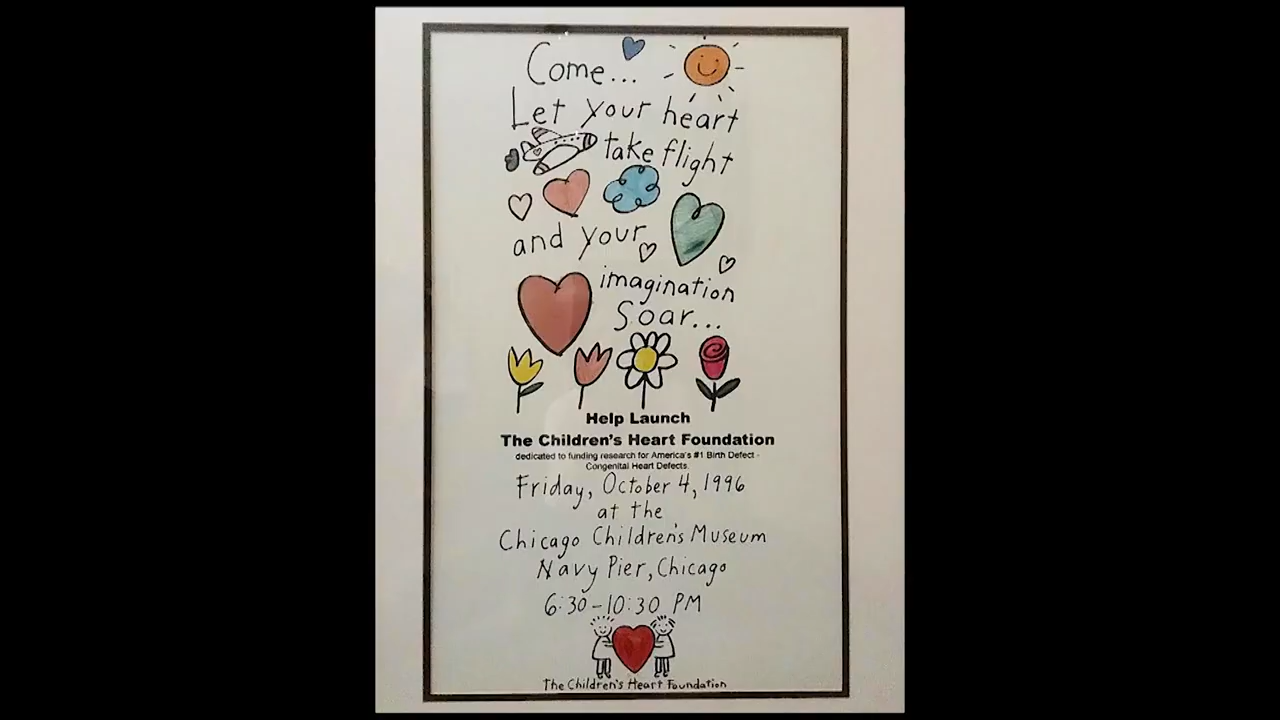 Come...
Let your heart
take flight
and your
imagination
Soar...
Help Launch
The Children's Heart Foundation
dedicated to funding research for America's #1 Birth Defect -
Congenital Heart Defects.
Friday, October 4, 1996
at the
Chicago Children's Museum
Navy Pier, Chicago
6:30-10:30 PM
The Children's Heart Foundation